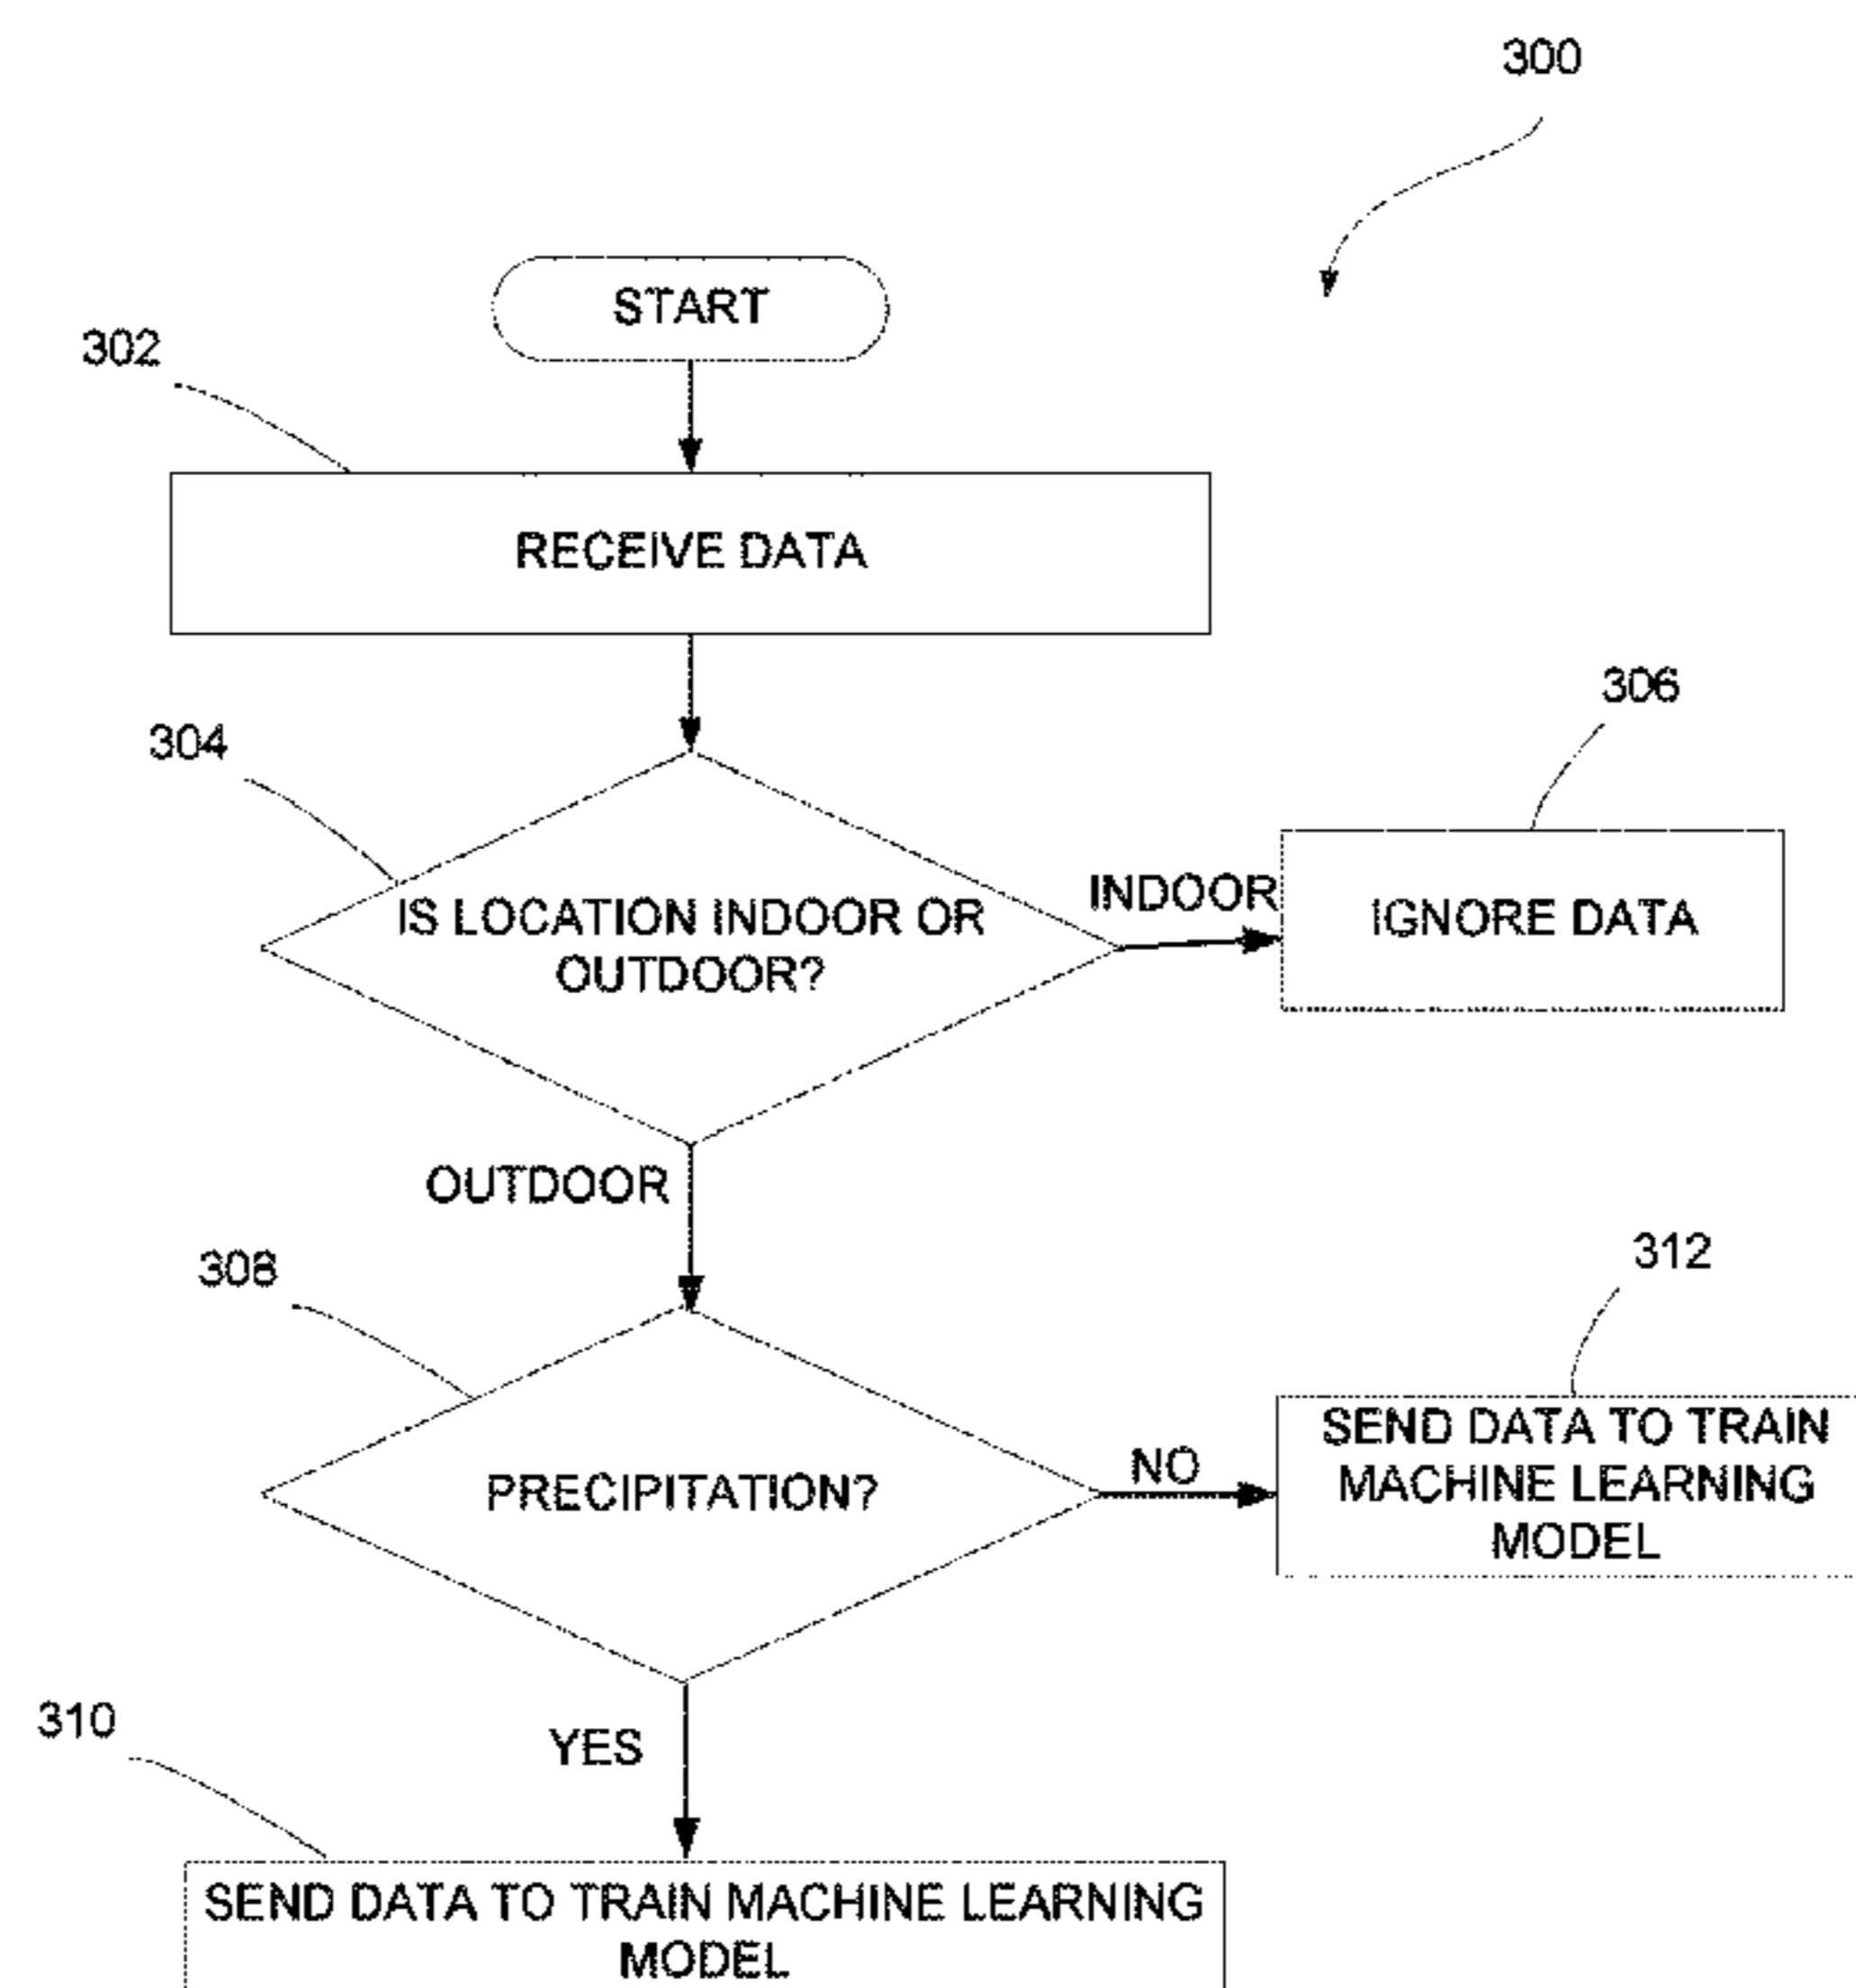 300
START
302
RECEIVE DATA
306
304
INDOOR
IS LOCATION INDOOR OR
OUTDOOR?
IGNORE DATA
OUTDOOR
308
312
PRECIPITATION?
NO
SEND DATA TO TRAIN
MACHINE LEARNING
MODEL
310
YES
SEND DATA TO TRAIN MACHINE LEARNING
MODEL